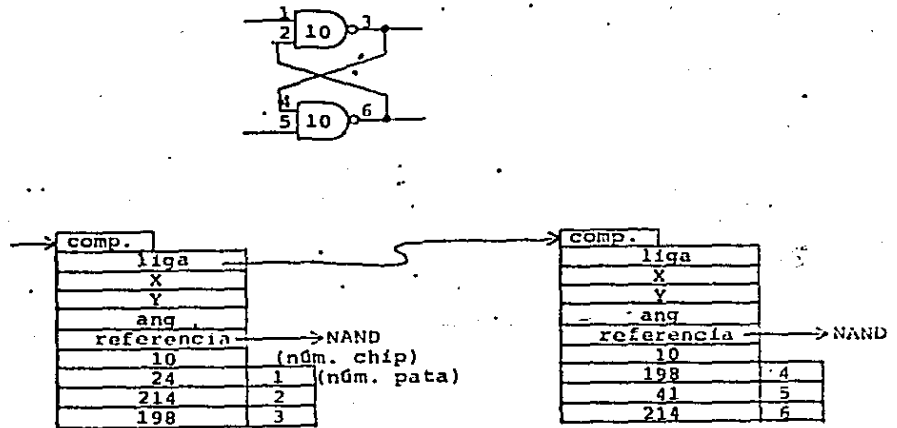 1
2
10
3
4
5
10
6
comp.
liga
X
Y
ang
referencia
NAND
10
(núm. chip)
24
1
(núm. pata)
214
2
198
3
comp.
liga
X
Y
ang
referencia
NAND
10
198
4
41
5
214
6